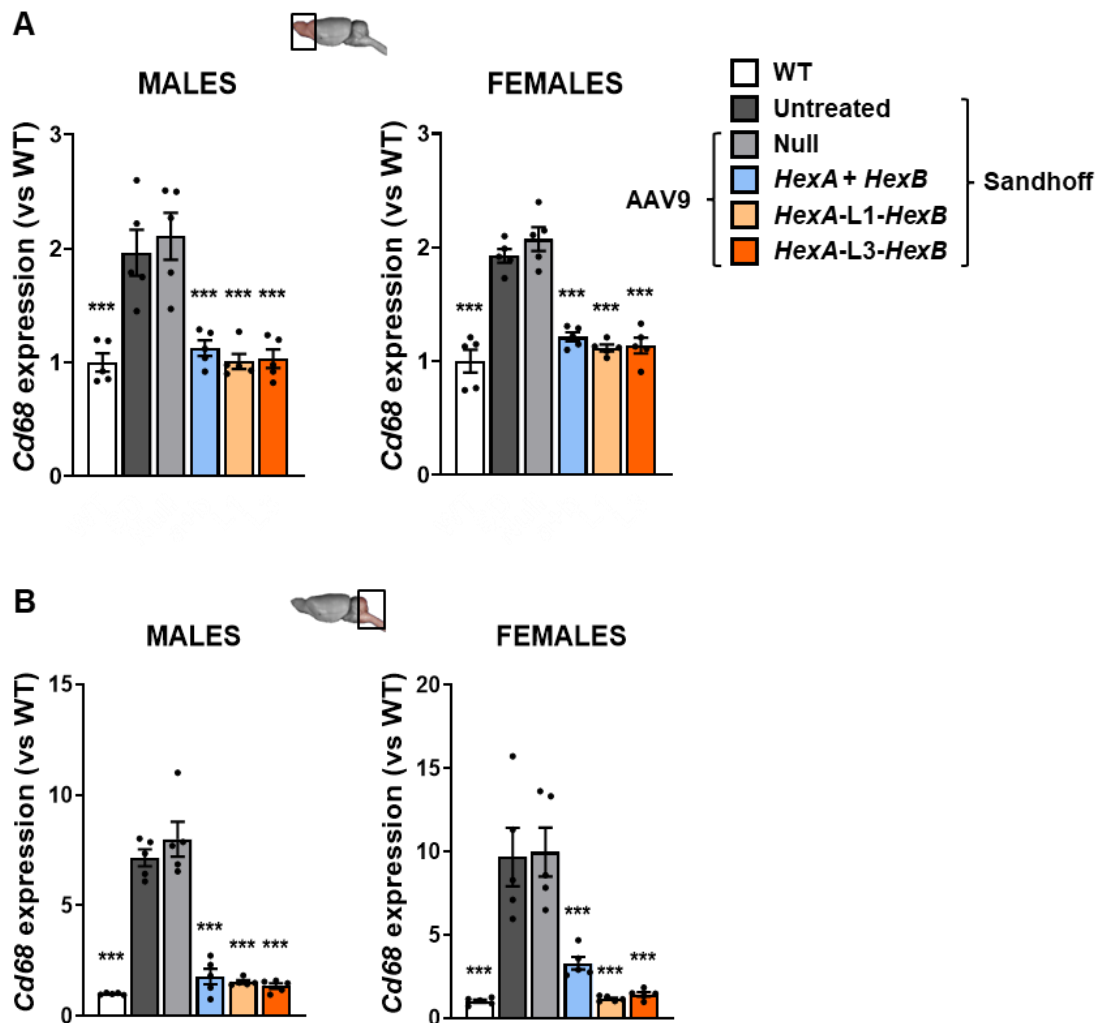 A
MALES
FEMALES
WT
Untreated
Null
HexA + HexB
HexA-L1-HexB
HexA-L3-HexB
AAV9
Sandhoff
Cd68 expression (vs WT)
3
2
1
0
*** *** *** ***
Cd68 expression (vs WT)
3
2
1
0
*** *** *** ***
B
MALES
FEMALES
Cd68 expression (vs WT)
15
10
5
0
*** *** *** ***
Cd68 expression (vs WT)
20
15
10
5
0
*** *** *** ***